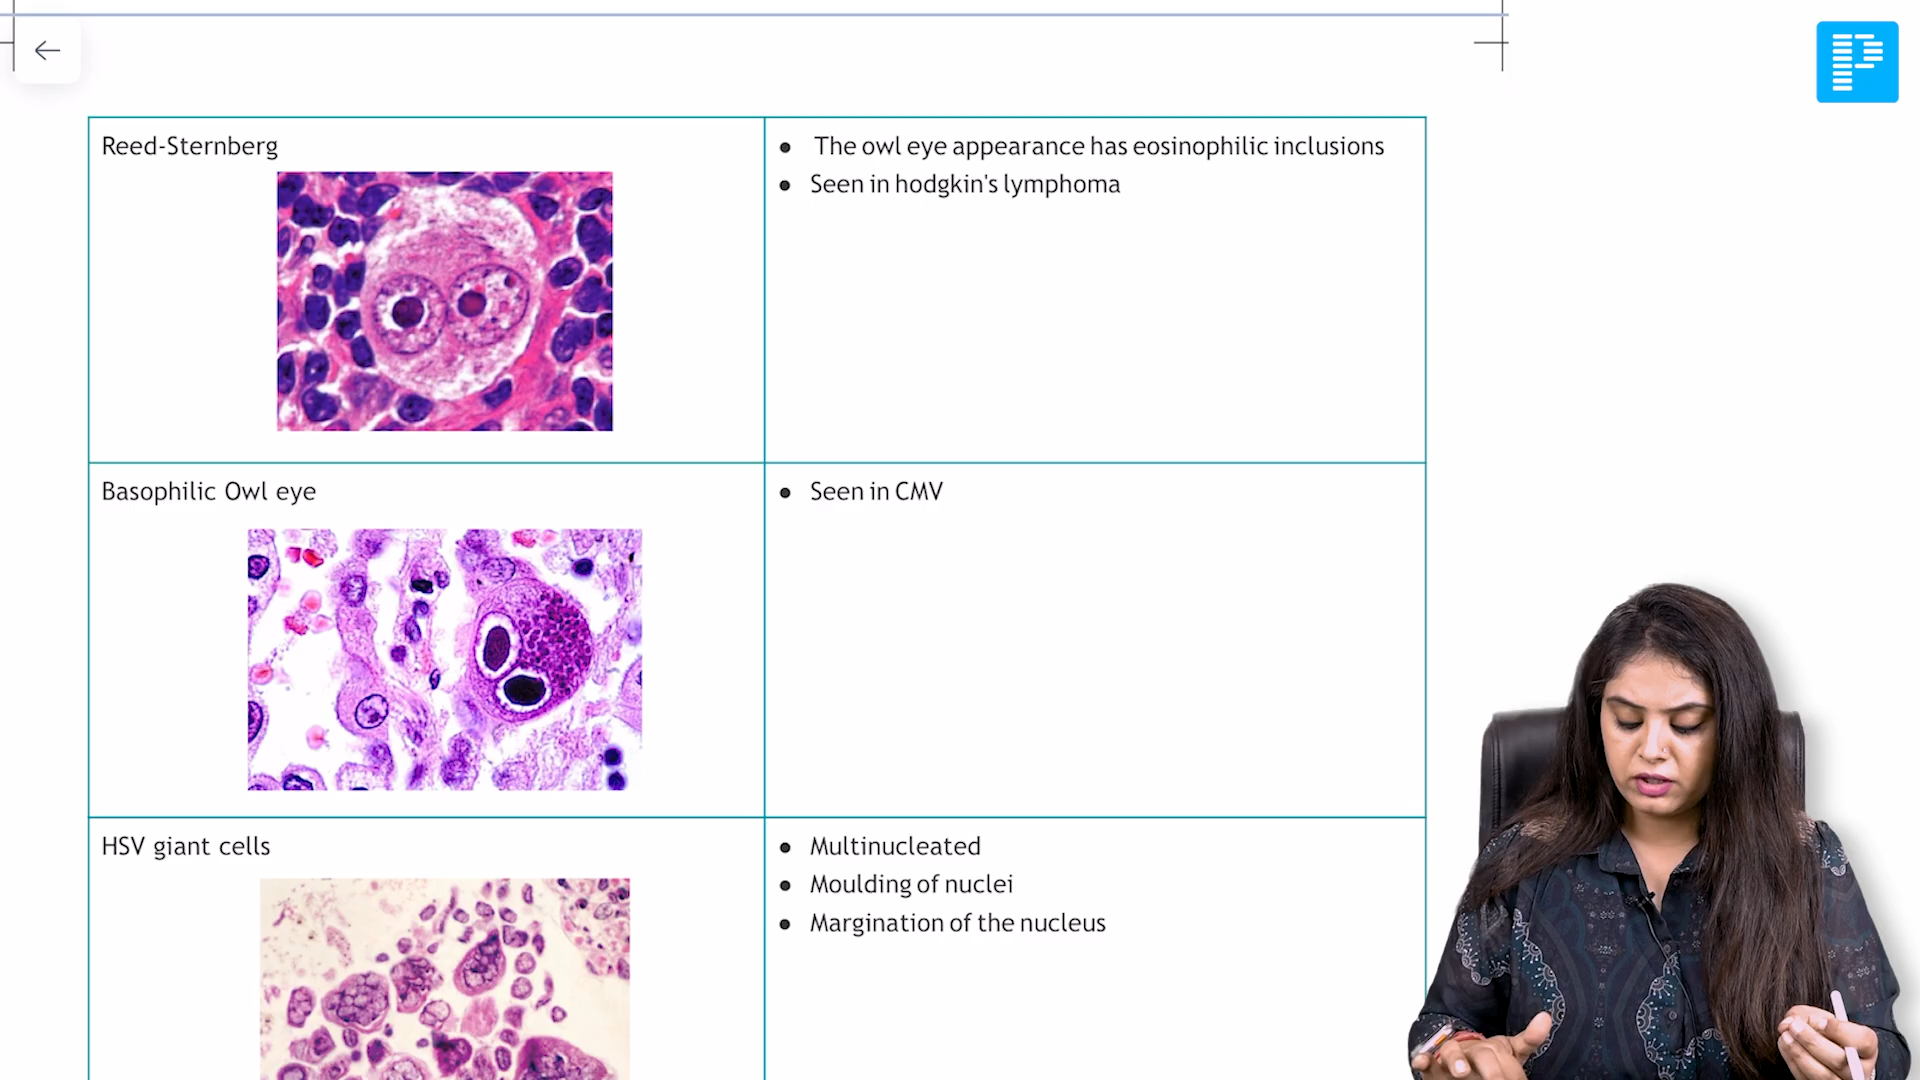 Reed-Sternberg
● The owl eye appearance has eosinophilic inclusions
● Seen in hodgkin's lymphoma
Basophilic Owl eye
● Seen in CMV
HSV giant cells
● Multinucleated
● Moulding of nuclei
● Margination of the nucleus